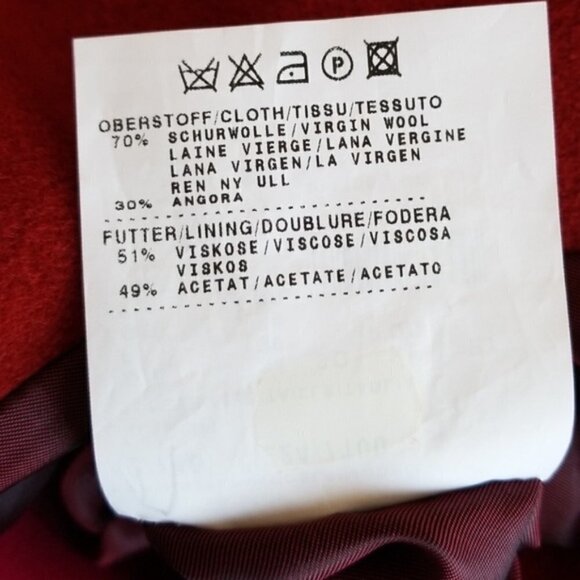 P
OBERSTOFF/CLOTH/TISSU/TESSUTO
70% SCHURWOLLE/VIRGIN WOOL
LAINE VIERGE/LANA VERGINE
LANA VIRGEN/LA VIRGEN
REN NY ULL
30% ANGORA
FUTTER/LINING/DOUBLURE/FODERA
51% VISKOSE/VISCOSE/VISCOSA
VISKOS
49% ACETAT/ACETATE/ACETATO